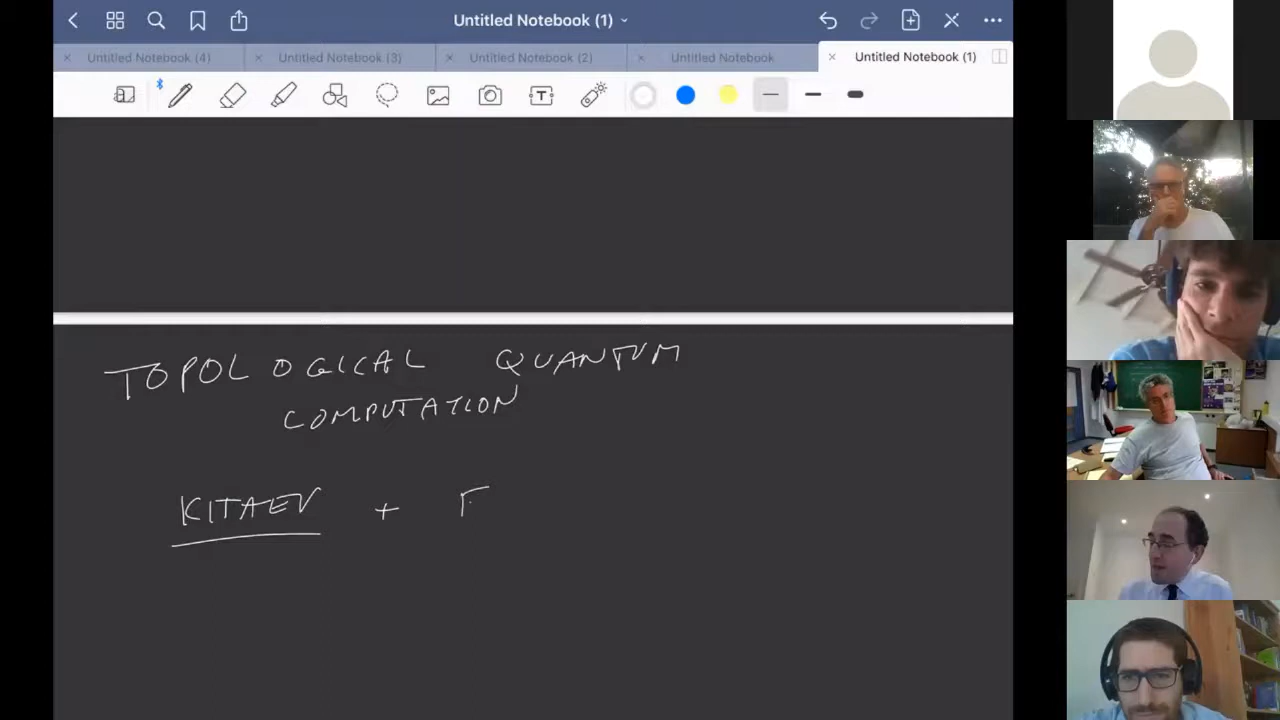 Untitled Notebook (1)
Untitled Notebook (4)
Untitled Notebook (3)
Untitled Notebook (2)
Untitled Notebook
Untitled Notebook (1)
T
TOPOLOGICAL QUANTUM
COMPUTATION
KITAEV + F